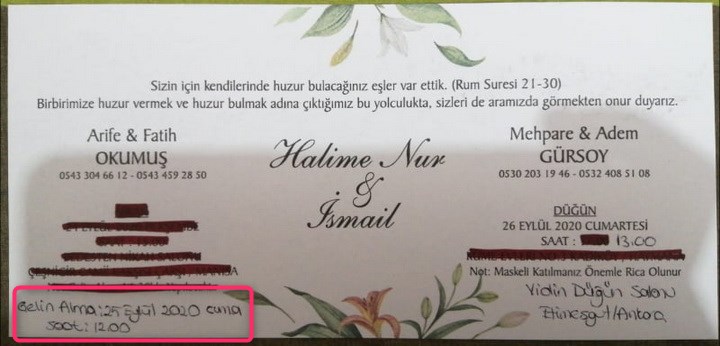 Sizin için kendilerinde huzur bulacağınız eşler var ettik. (Rum Suresi 21-30)
Birbirimize huzur vermek ve huzur bulmak adına çıktığımız bu yolculukta, sizleri de aramızda görmekten onur duyarız.
Arife & Fatih
OKUMUŞ
0543 304 66 12 - 0543 459 28 50
Halime Nur
&
İsmail
Mehpare & Adem
GÜRSOY
0530 203 19 46 - 0532 408 51 08
DÜĞÜN
26 EYLÜL 2020 CUMARTESİ
SAAT : 13.00
Not: Maskeli Katılmanız Önemle Rica Olunur
Vidin Düğün Salonu
Etimesgut/Ankara
Gelin Alma: 25 Eylül 2020 Cuma
Saat: 12.00